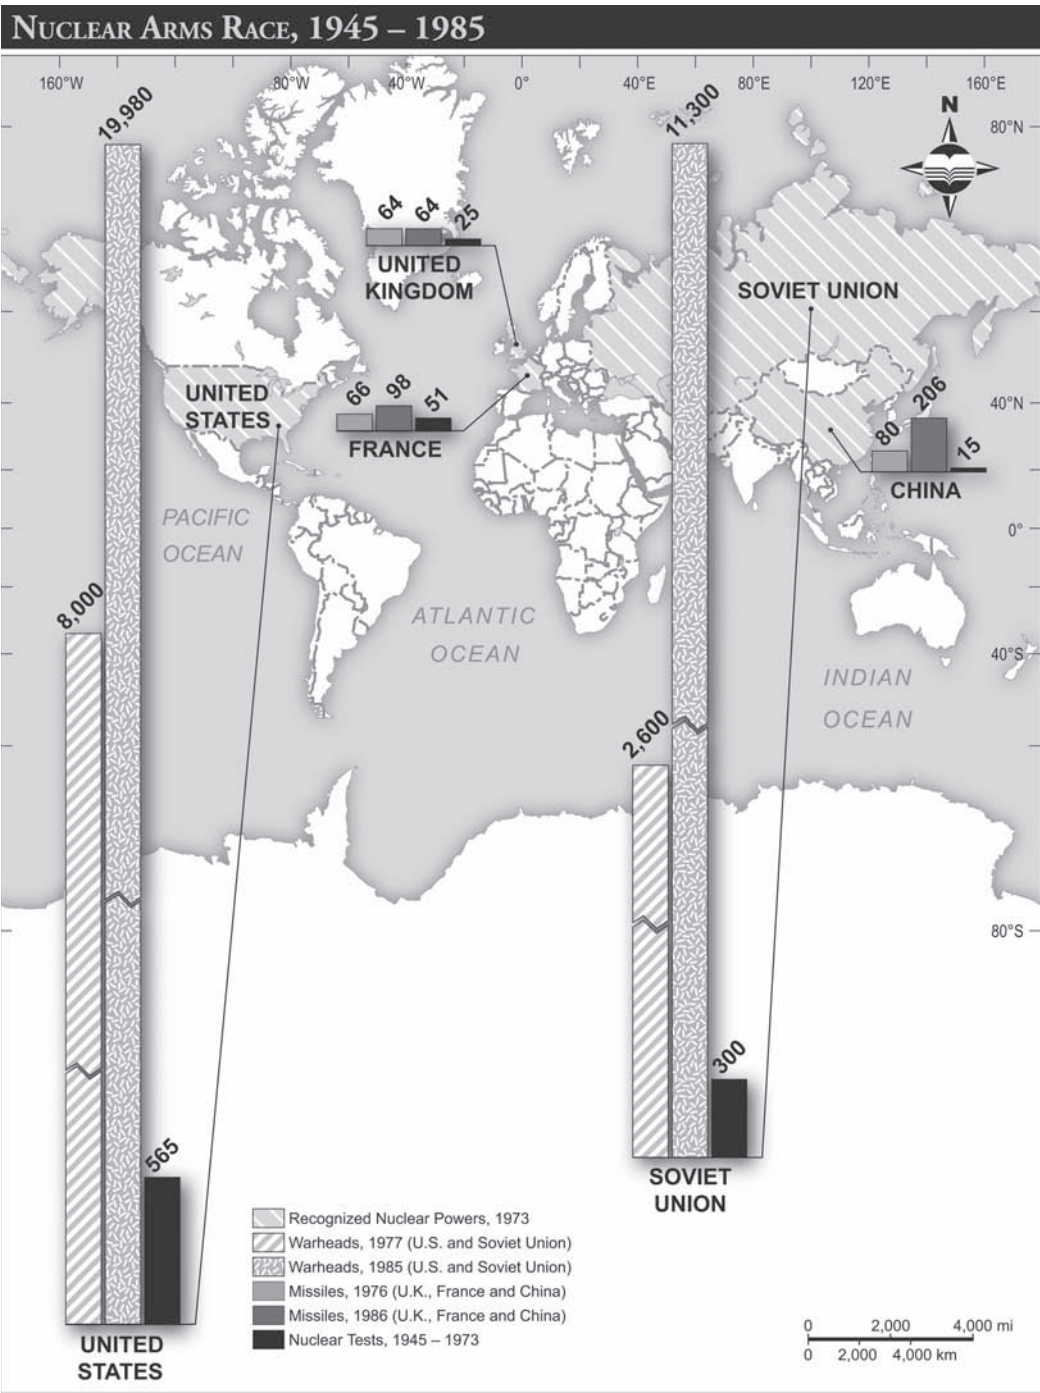 NUCLEAR ARMS RACE, 1945 – 1985
160°W
80°W
40°W
0°
40°E
80°E
120°E
160°E
N
80°N
40°N
0°
40°S
80°S
19,980
8,000
565
UNITED
STATES
UNITED
STATES
64
64
25
UNITED
KINGDOM
66
98
51
FRANCE
11,300
2,600
300
SOVIET
UNION
SOVIET UNION
80
206
15
CHINA
PACIFIC
OCEAN
ATLANTIC
OCEAN
INDIAN
OCEAN
Recognized Nuclear Powers, 1973
Warheads, 1977 (U.S. and Soviet Union)
Warheads, 1985 (U.S. and Soviet Union)
Missiles, 1976 (U.K., France and China)
Missiles, 1986 (U.K., France and China)
Nuclear Tests, 1945 – 1973
0 2,000 4,000 mi
0 2,000 4,000 km